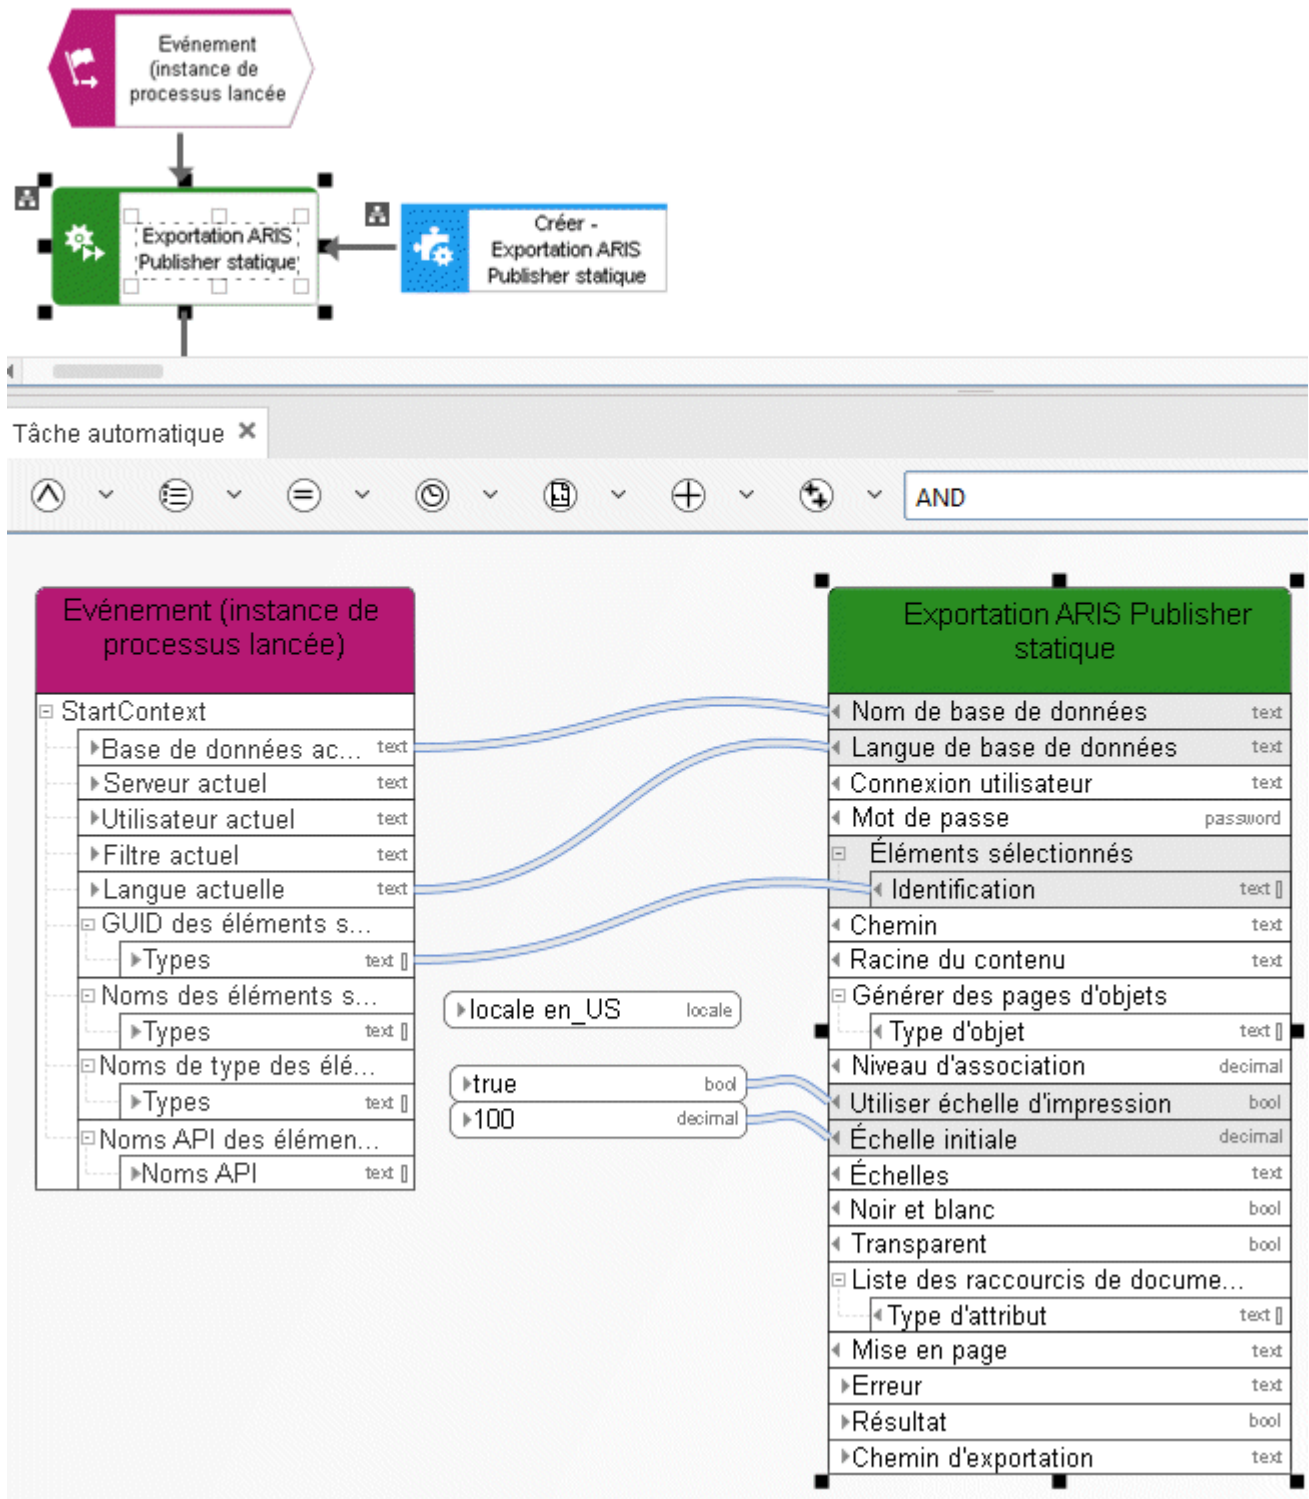 Evénement
(instance de
processus lancée
Exportation ARIS
Publisher statique
Créer -
Exportation ARIS
Publisher statique
Tâche automatique
AND
Evénement (instance de
processus lancée)
StartContext
Base de données ac... text
Serveur actuel text
Utilisateur actuel text
Filtre actuel text
Langue actuelle text
GUID des éléments s...
Types text []
Noms des éléments s...
Types text []
Noms de type des élé...
Types text []
Noms API des élémen...
Noms API text []
locale en_US locale
true bool
100 decimal
Exportation ARIS Publisher
statique
Nom de base de données text
Langue de base de données text
Connexion utilisateur text
Mot de passe password
Éléments sélectionnés
Identification text []
Chemin text
Racine du contenu text
Générer des pages d'objets
Type d'objet text []
Niveau d'association decimal
Utiliser échelle d'impression bool
Échelle initiale decimal
Échelles text
Noir et blanc bool
Transparent bool
Liste des raccourcis de docume...
Type d'attribut text []
Mise en page text
Erreur text
Résultat bool
Chemin d'exportation text